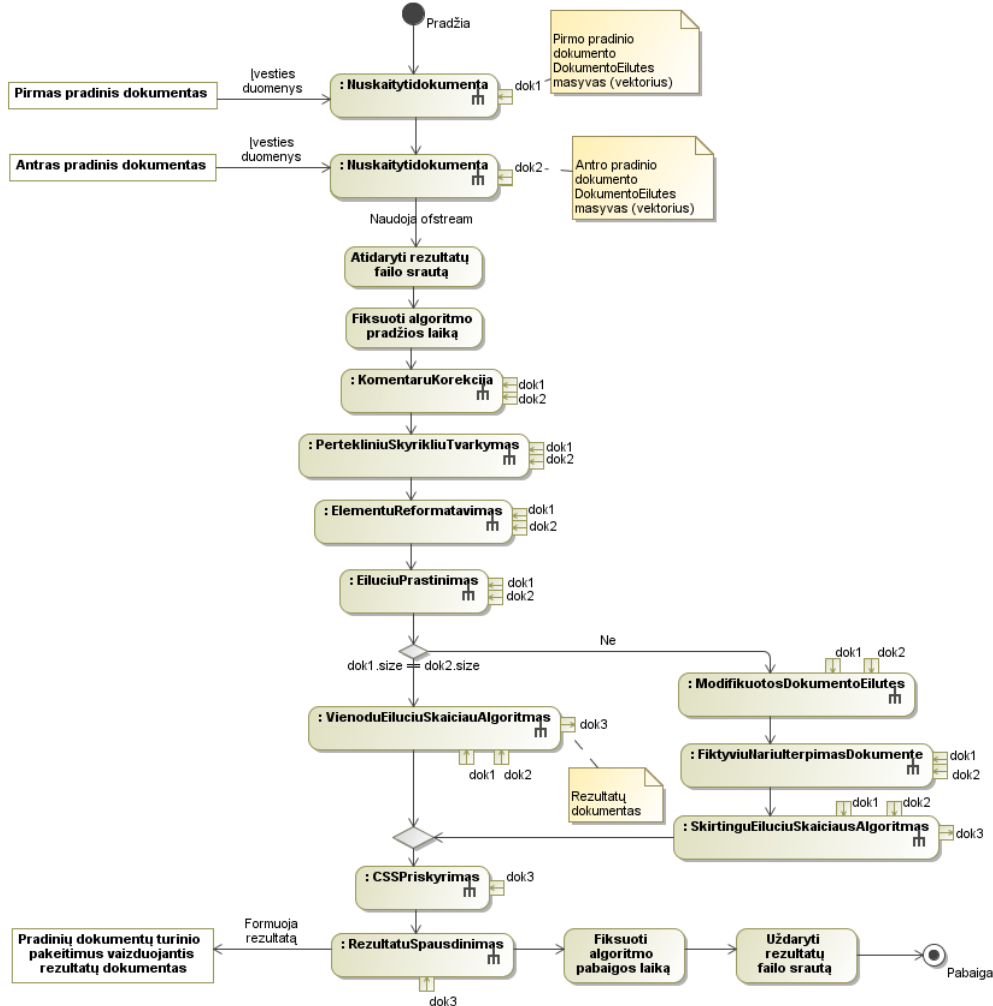 Pradžia
Pirmo pradinio
dokumento
DokumentoEilutes
masyvas (vektorius)
Pirmas pradinis dokumentas
Įvesties
duomenys
: Nuskaitytidokumenta
dok1
Antras pradinis dokumentas
Įvesties
duomenys
: Nuskaitytidokumenta
dok2
Antro pradinio
dokumento
DokumentoEilutes
masyvas (vektorius)
Naudoja ofstream
Atidaryti rezultatų
failo srautą
Fiksuoti algoritmo
pradžios laiką
: KomentaruKorekcija
dok1
dok2
: PertekliniuSkyrikliuTvarkymas
dok1
dok2
: ElementuReformatavimas
dok1
dok2
: EiluciuPrastinimas
dok1
dok2
Ne
dok1.size == dok2.size
dok1
dok2
: ModifikuotosDokumentoEilutes
: VienoduEiluciuSkaiciauAlgoritmas
dok3
dok1
dok2
: FiktyviuNariuIterpimasDokumente
dok1
dok2
Rezultatų
dokumentas
dok1
dok2
: SkirtinguEiluciuSkaiciausAlgoritmas
dok3
: CSSPriskyrimas
dok3
Pradinių dokumentų turinio
pakeitimus vaizduojantis
rezultatų dokumentas
Formuoja
rezultatą
: RezultatuSpausdinimas
dok3
Fiksuoti
algoritmo
pabaigos laiką
Uždaryti
rezultatų
failo srautą
Pabaiga